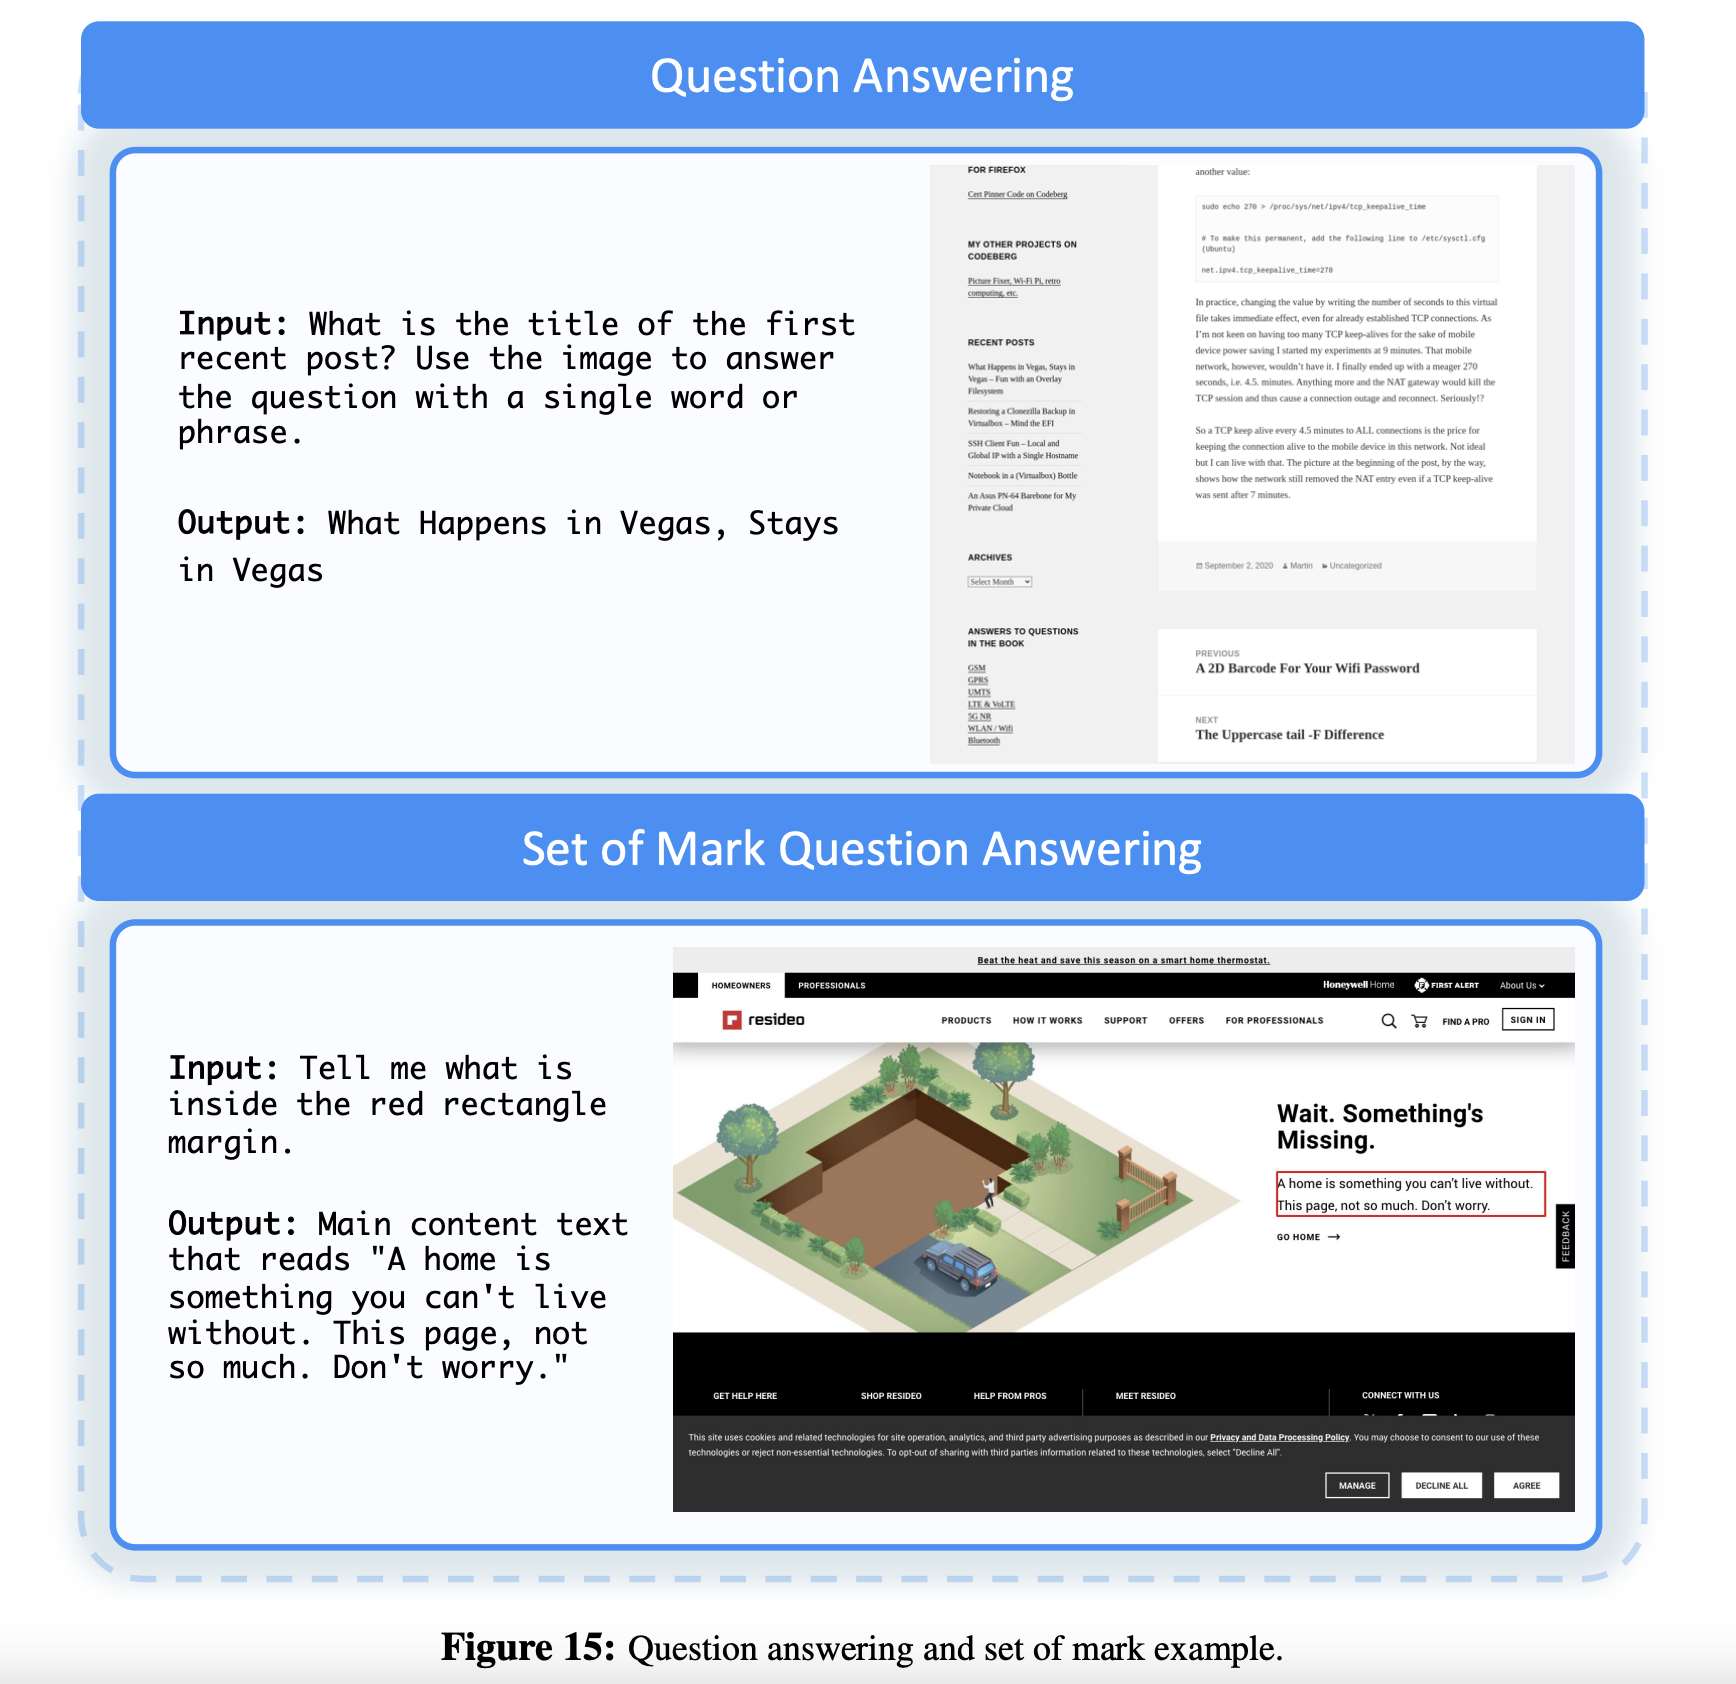 Question Answering
Input: What is the title of the first
recent post? Use the image to answer
the question with a single word or
phrase.
Output: What Happens in Vegas, Stays
in Vegas
FOR FIREFOX
Cert Pinner Code on Codeberg
MY OTHER PROJECTS ON
CODEBERG
Picture Fixer, Wi-Fi Pi, retro
computing, etc.
RECENT POSTS
What Happens in Vegas, Stays in
Vegas – Fun with an Overlay
Filesystem
Restoring a Clonezilla Backup in
Virtualbox – Mind the EFI
SSH Client Fun – Local and
Global IP with a Single Hostname
Notebook in a (Virtualbox) Bottle
An Asus PN-64 Barebone for My
Private Cloud
ARCHIVES
Select Month
ANSWERS TO QUESTIONS
IN THE BOOK
GSM
GPRS
UMTS
LTE & VoLTE
5G NR
WLAN / Wifi
Bluetooth
another value:
sudo echo 270 > /proc/sys/net/ipv4/tcp_keepalive_time
# To make this permanent, add the following line to /etc/sysctl.cfg
(Ubuntu)
net.ipv4.tcp_keepalive_time=270
In practice, changing the value by writing the number of seconds to this virtual
file takes immediate effect, even for already established TCP connections. As
I'm not keen on having too many TCP keep-alives for the sake of mobile
device power saving I started my experiments at 9 minutes. That mobile
network, however, wouldn't have it. I finally ended up with a meager 270
seconds, i.e. 4.5. minutes. Anything more and the NAT gateway would kill the
TCP session and thus cause a connection outage and reconnect. Seriously!?
So a TCP keep alive every 4.5 minutes to ALL connections is the price for
keeping the connection alive to the mobile device in this network. Not ideal
but I can live with that. The picture at the beginning of the post, by the way,
shows how the network still removed the NAT entry even if a TCP keep-alive
was sent after 7 minutes.
September 2, 2020 Martin Uncategorized
PREVIOUS
A 2D Barcode For Your Wifi Password
NEXT
The Uppercase tail -F Difference
Set of Mark Question Answering
Input: Tell me what is
inside the red rectangle
margin.
Output: Main content text
that reads "A home is
something you can't live
without. This page, not
so much. Don't worry."
Beat the heat and save this season on a smart home thermostat.
HOMEOWNERS PROFESSIONALS Honeywell Home FIRST ALERT About Us
resideo PRODUCTS HOW IT WORKS SUPPORT OFFERS FOR PROFESSIONALS FIND A PRO SIGN IN
Wait. Something's
Missing.
A home is something you can't live without.
This page, not so much. Don't worry.
GO HOME →
FEEDBACK
GET HELP HERE SHOP RESIDEO HELP FROM PROS MEET RESIDEO CONNECT WITH US
This site uses cookies and related technologies for site operation, analytics, and third party advertising purposes as described in our Privacy and Data Processing Policy. You may choose to consent to our use of these
technologies or reject non-essential technologies. To opt-out of sharing with third parties information related to these technologies, select "Decline All".
MANAGE DECLINE ALL AGREE
Figure 15: Question answering and set of mark example.